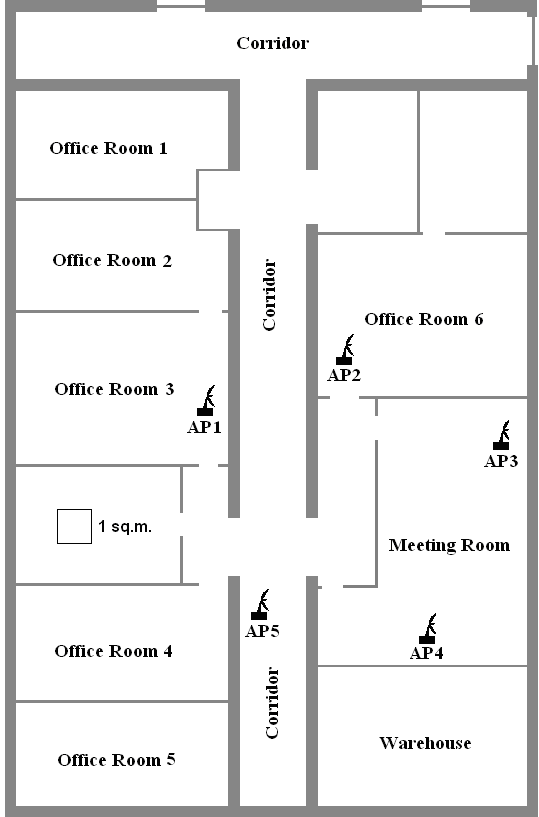 Corridor
Office Room 1
Office Room 2
Corridor
Office Room 6
AP2
Office Room 3
AP1
AP3
1 sq.m.
Meeting Room
AP5
AP4
Office Room 4
Corridor
Warehouse
Office Room 5